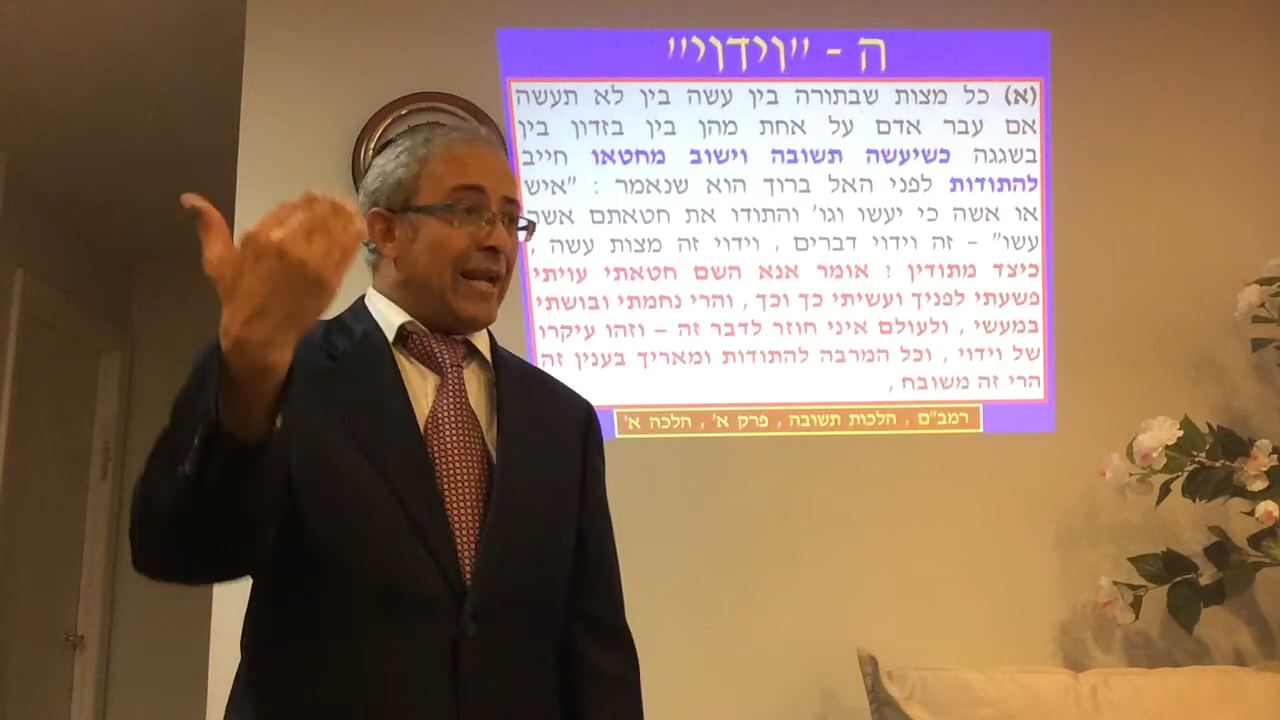 ה - "וידוי"
(א) כל מצות שבתורה בין עשה בין לא תעשה
אם עבר אדם על אחת מהן בין בזדון בין
בשגגה כשיעשה תשובה וישוב מחטאו חייב
להתודות לפני האל ברוך הוא שנאמר : "איש
או אשה כי יעשו וגו' והתודו את חטאתם אשר
עשו" – זה וידוי דברים , וידוי זה מצות עשה ,
כיצד מתודין ? אומר אנא השם חטאתי עויתי
פשעתי לפניך ועשיתי כך וכך , והרי נחמתי ובושתי
במעשי , ולעולם איני חוזר לדבר זה – וזהו עיקרו
של וידוי , וכל המרבה להתודות ומאריך בענין זה
הרי זה משובח ,
רמב"ם , הלכות תשובה , פרק א' , הלכה א'